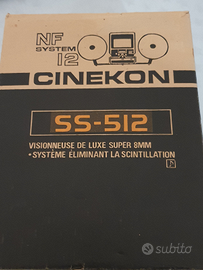 NF
SYSTEM
12
CINEKON
SS-512
VISIONNEUSE DE LUXE SUPER 8MM
•SYSTÈME ÉLIMINANT LA SCINTILLATION
subito